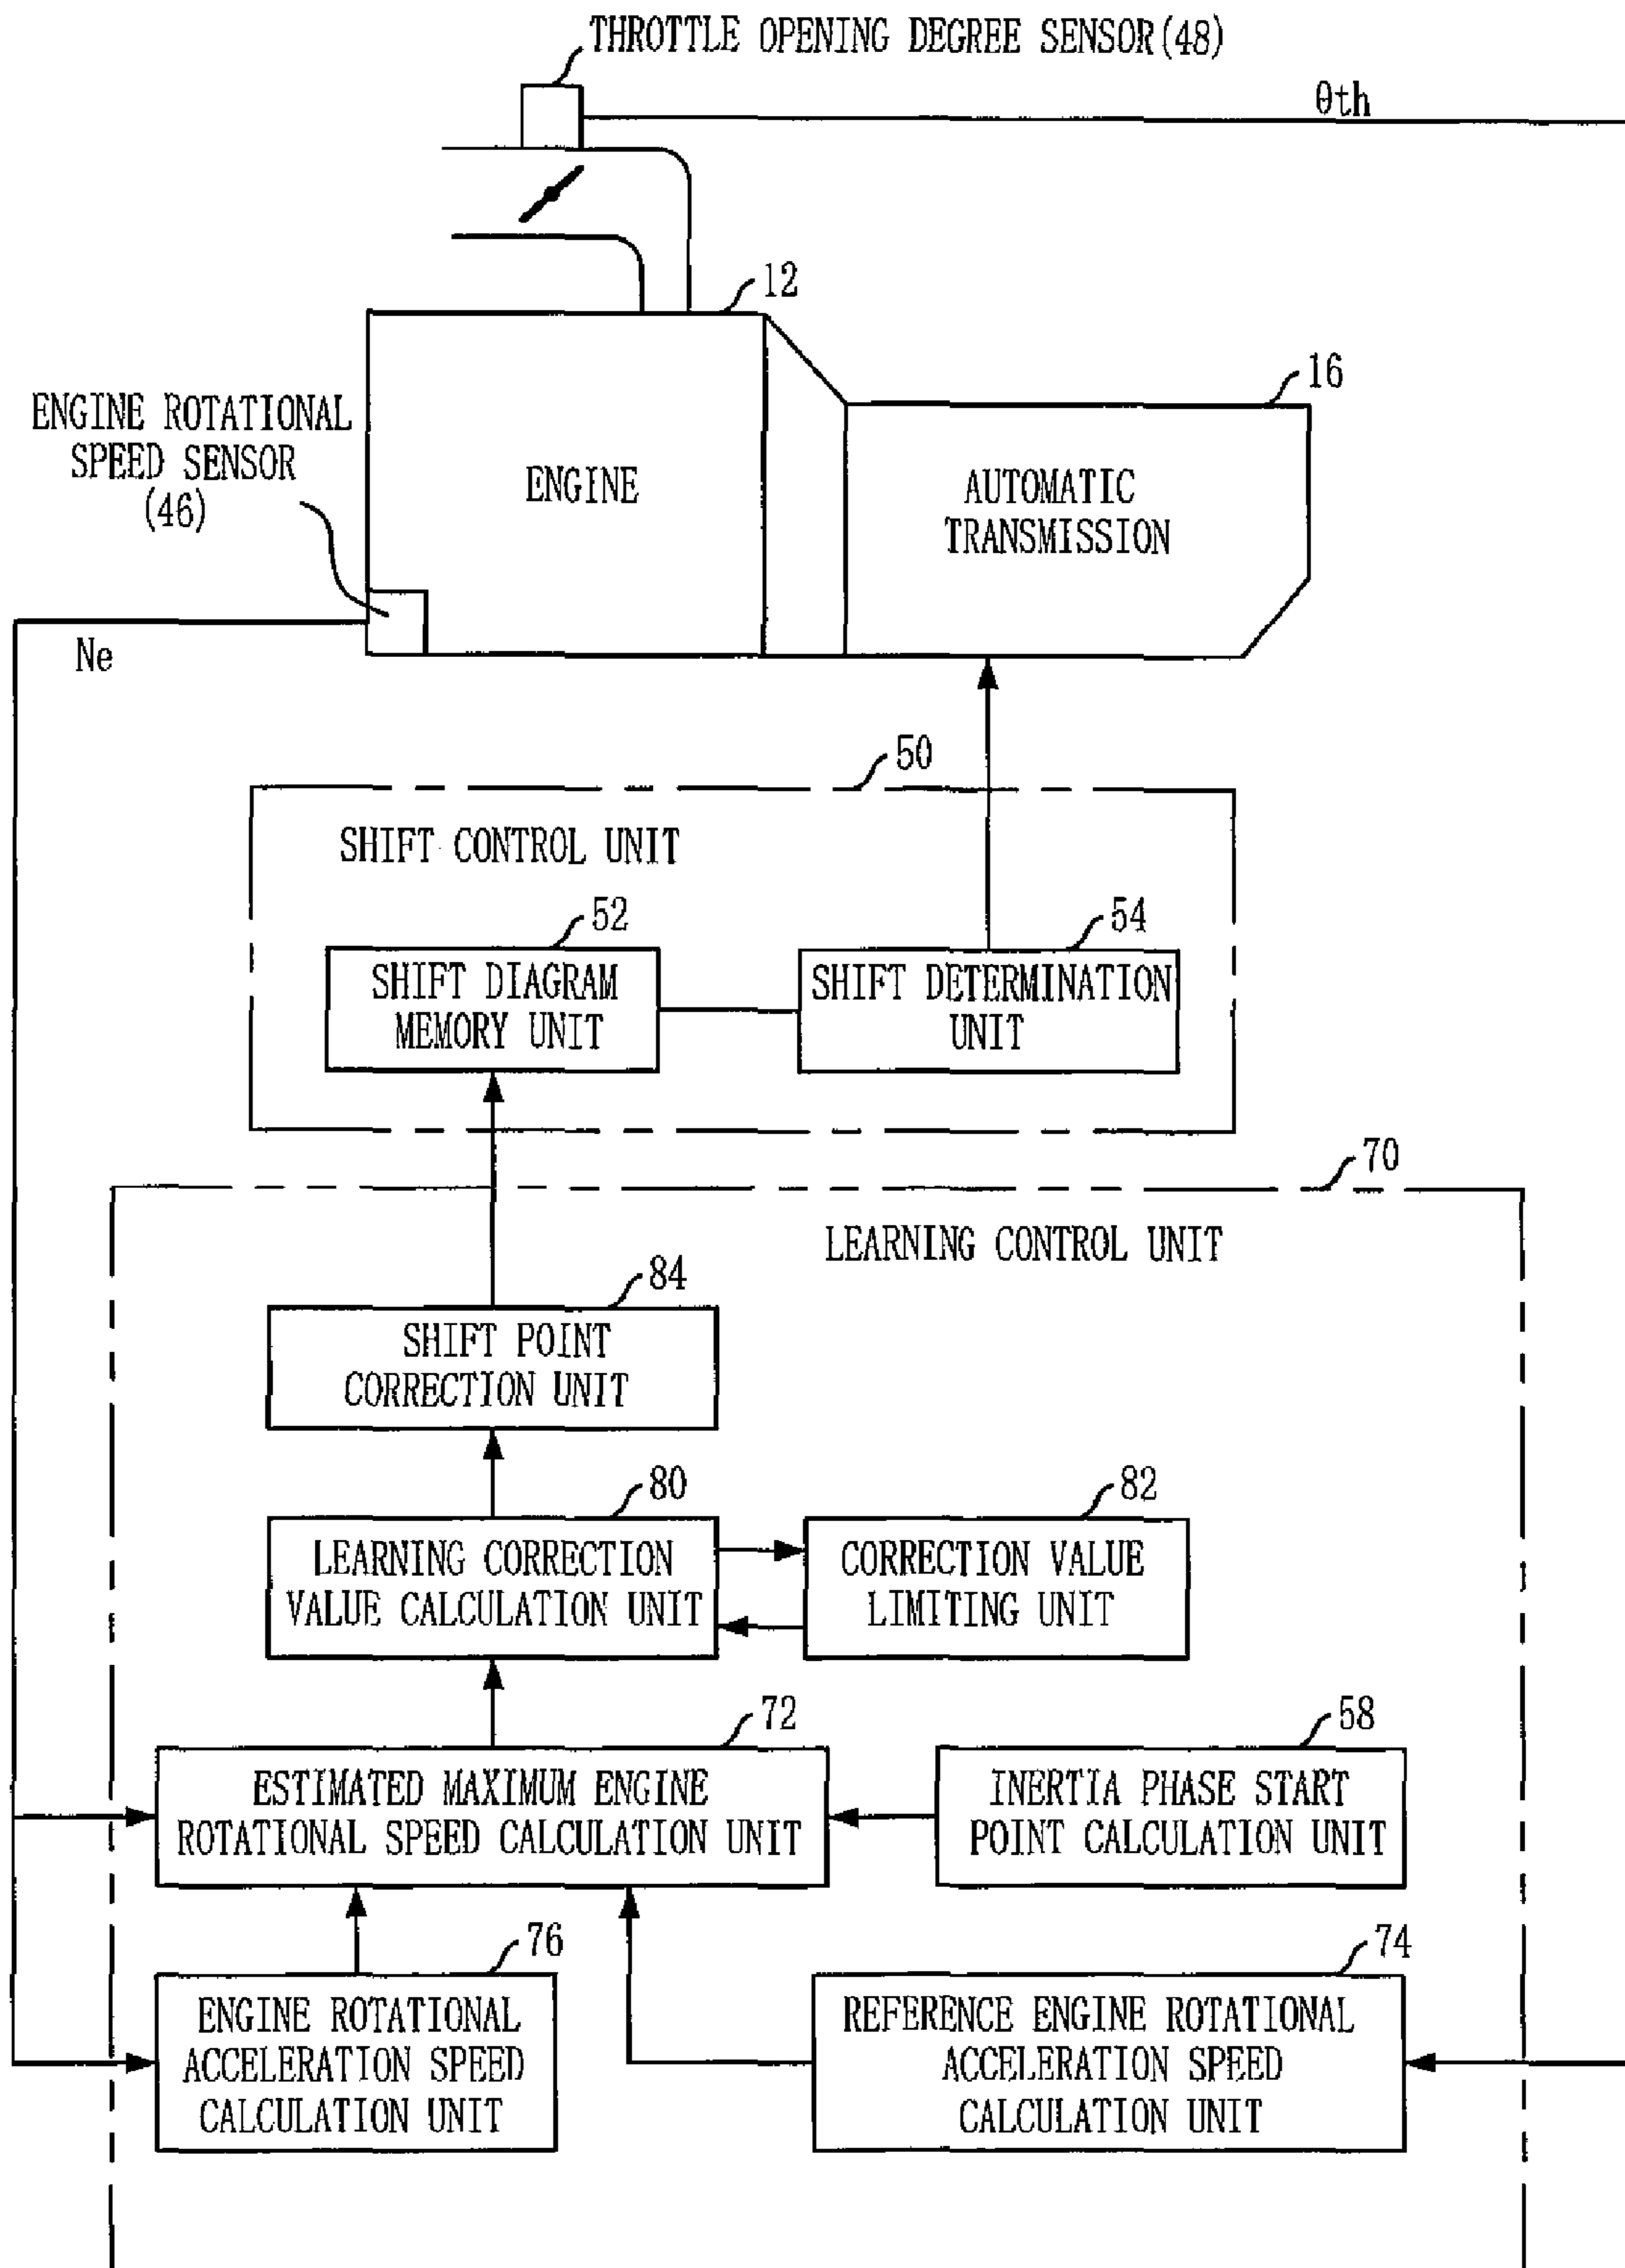 THROTTLE OPENING DEGREE SENSOR(48)
θth
12
16
ENGINE ROTATIONAL
SPEED SENSOR
(46)
ENGINE
AUTOMATIC
TRANSMISSION
Ne
50
SHIFT CONTROL UNIT
52
54
SHIFT DIAGRAM
MEMORY UNIT
SHIFT DETERMINATION
UNIT
70
LEARNING CONTROL UNIT
84
SHIFT POINT
CORRECTION UNIT
80
82
LEARNING CORRECTION
VALUE CALCULATION UNIT
CORRECTION VALUE
LIMITING UNIT
72
58
ESTIMATED MAXIMUM ENGINE
ROTATIONAL SPEED CALCULATION UNIT
INERTIA PHASE START
POINT CALCULATION UNIT
76
74
ENGINE ROTATIONAL
ACCELERATION SPEED
CALCULATION UNIT
REFERENCE ENGINE ROTATIONAL
ACCELERATION SPEED
CALCULATION UNIT